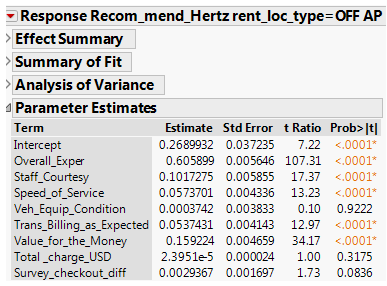 Response Recom_mend_Hertz rent_loc_type=OFF AP
Effect Summary
Summary of Fit
Analysis of Variance
Parameter Estimates
Term Estimate Std Error t Ratio Prob>|t|
Intercept 0.2689932 0.037235 7.22 <.0001*
Overall_Exper 0.605899 0.005646 107.31 <.0001*
Staff_Courtesy 0.1017275 0.005855 17.37 <.0001*
Speed_of_Service 0.0573701 0.004336 13.23 <.0001*
Veh_Equip_Condition 0.0003742 0.003833 0.10 0.9222
Trans_Billing_as_Expected 0.0537431 0.004143 12.97 <.0001*
Value_for_the_Money 0.159224 0.004659 34.17 <.0001*
Total _charge_USD 2.3951e-5 0.000024 1.00 0.3175
Survey_checkout_diff 0.0029367 0.001697 1.73 0.0836